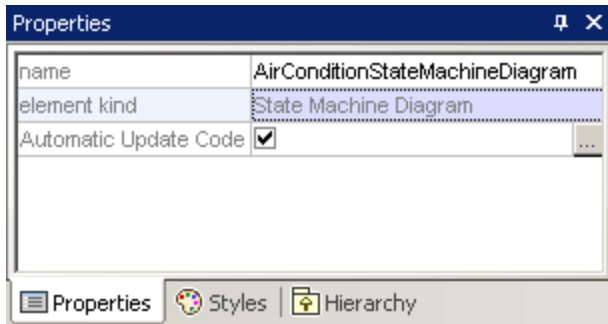 Properties
name AirConditionStateMachineDiagram
element kind State Machine Diagram
Automatic Update Code ...
Properties Styles Hierarchy